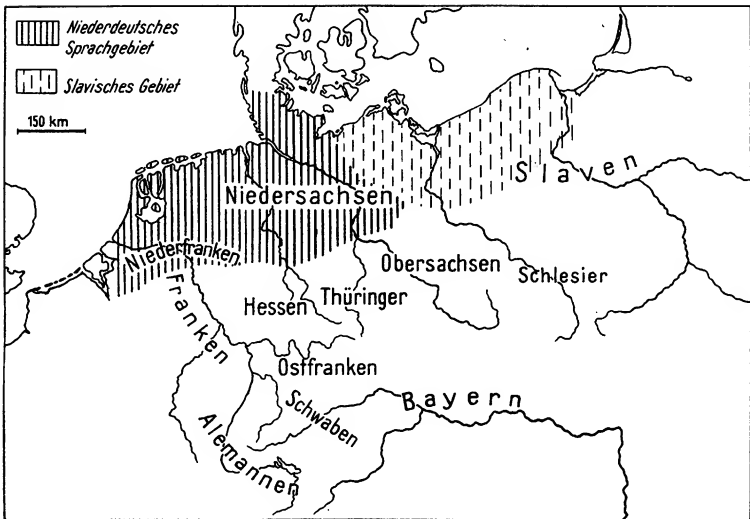 Niederdeutsches
Sprachgebiet
Slavisches Gebiet
150 km
Slaven
Niedersachsen
Niederfranken
Obersachsen
Schlesier
Franken
Hessen
Thüringer
Ostfranken
Schwaben
Bayern
Alemannen